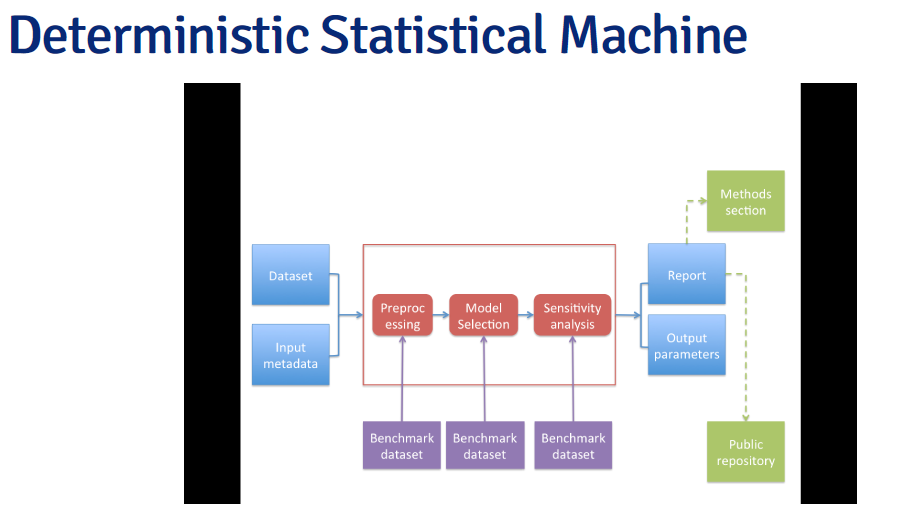 Deterministic Statistical Machine
Methods
section
Dataset
Report
Preproc
essing
Model
Selection
Sensitivity
analysis
Input
metadata
Output
parameters
Benchmark
dataset
Benchmark
dataset
Benchmark
dataset
Public
repository